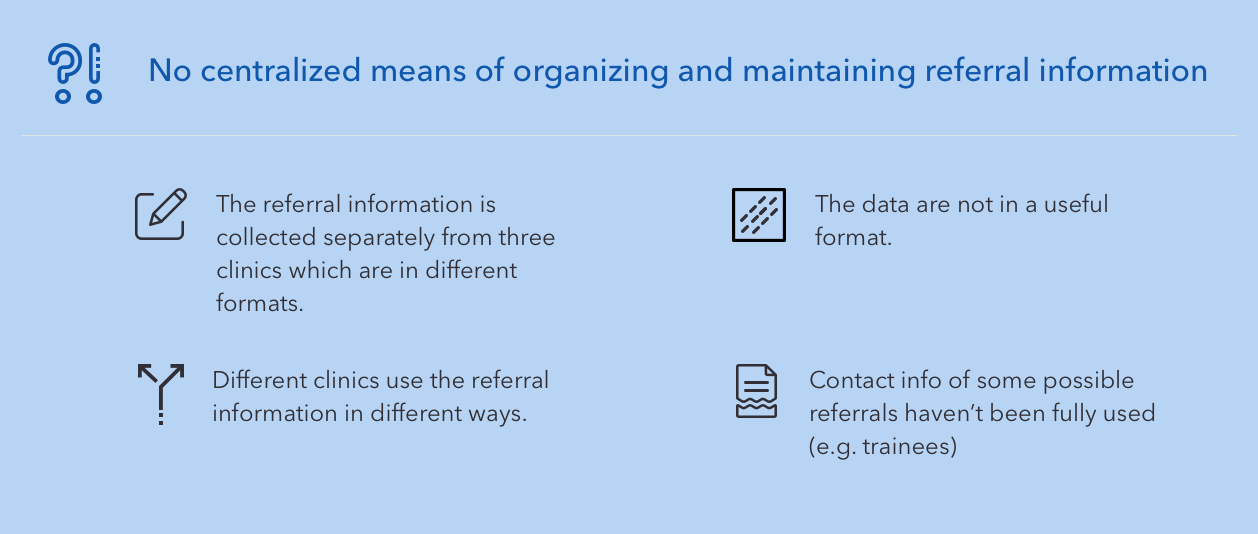 No centralized means of organizing and maintaining referral information
The referral information is
collected separately from three
clinics which are in different
formats.
The data are not in a useful
format.
Different clinics use the referral
information in different ways.
Contact info of some possible
referrals haven’t been fully used
(e.g. trainees)